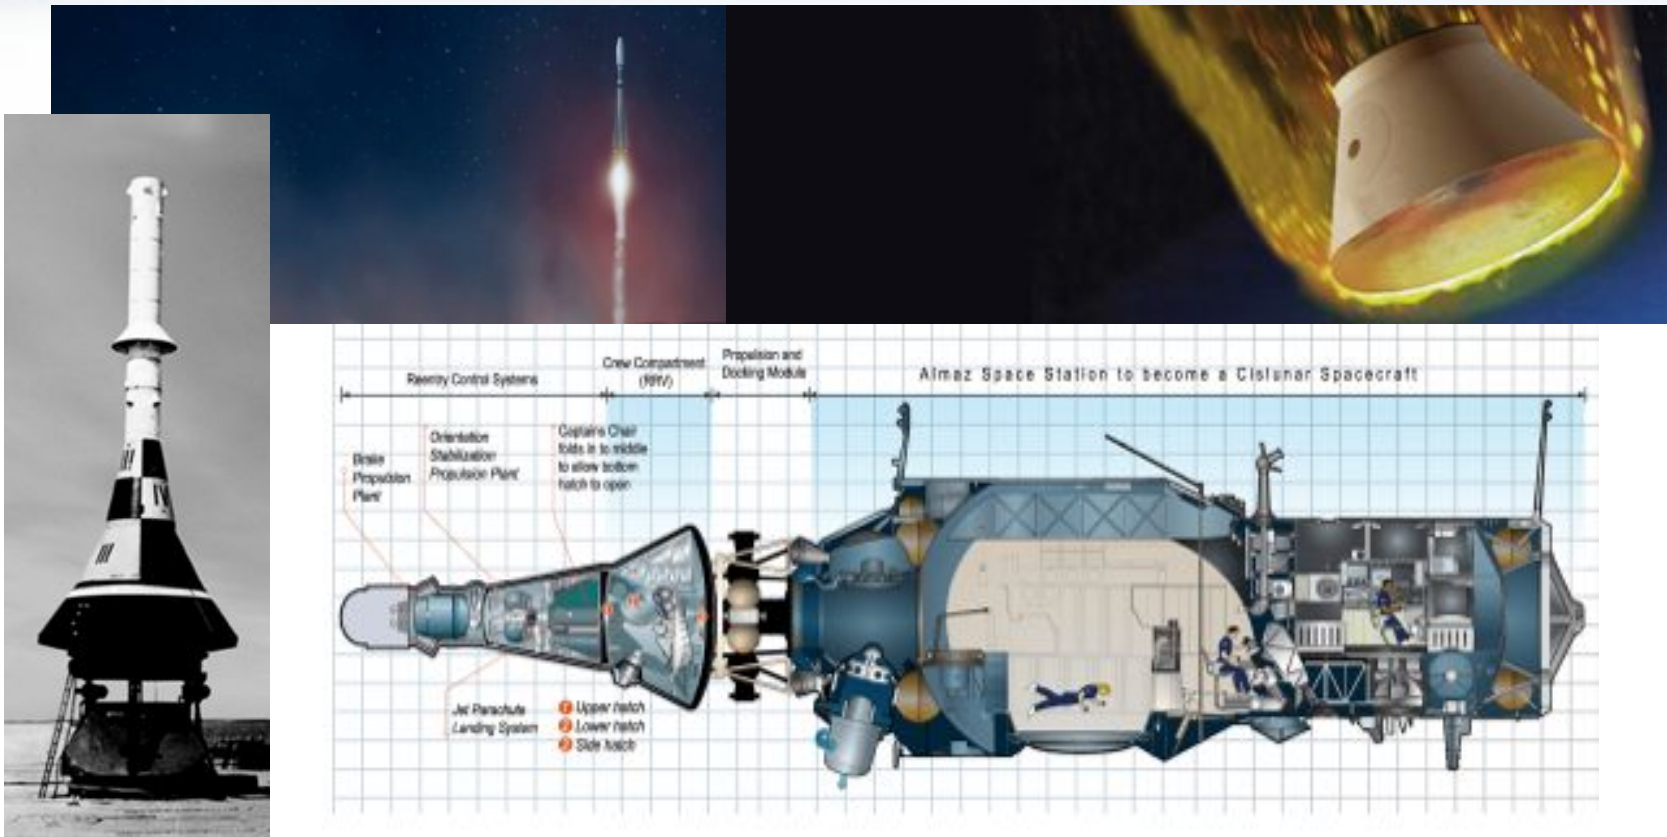 Reentry Control Systems
Crew Compartment
(RRV)
Propulsion and
Docking Module
Almaz Space Station to become a Cislunar Spacecraft
Brake
Propulsion
Plant
Orientation
Stabilization
Propulsion Plant
Captains Chair
folds in to middle
to allow bottom
hatch to open
Jet Parachute
Landing System
1 Upper hatch
2 Lower hatch
2 Side hatch
III
IV
III